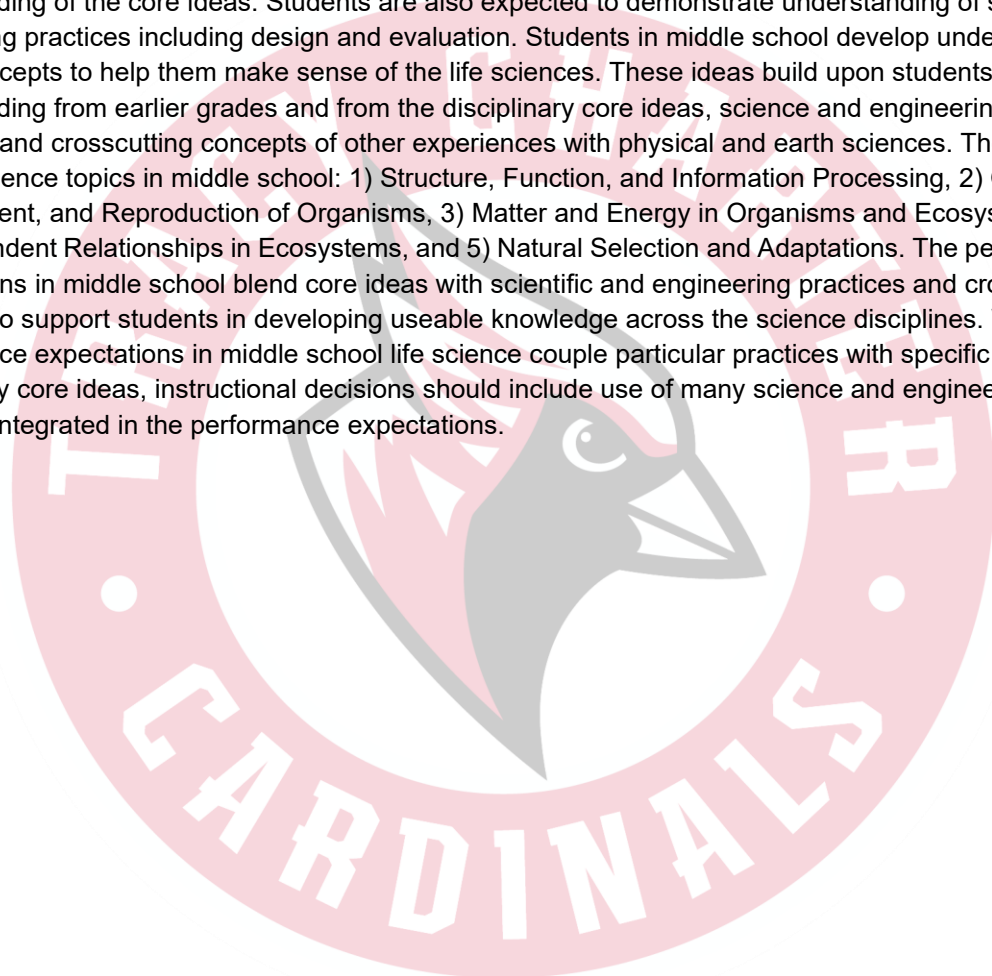 ding of the core ideas. Students are also expected to demonstrate understanding of s
ng practices including design and evaluation. Students in middle school develop unde
cepts to help them make sense of the life sciences. These ideas build upon students
ding from earlier grades and from the disciplinary core ideas, science and engineerin
and crosscutting concepts of other experiences with physical and earth sciences. Th
ience topics in middle school: 1) Structure, Function, and Information Processing, 2)
ent, and Reproduction of Organisms, 3) Matter and Energy in Organisms and Ecosys
ndent Relationships in Ecosystems, and 5) Natural Selection and Adaptations. The pe
ns in middle school blend core ideas with scientific and engineering practices and cro
o support students in developing useable knowledge across the science disciplines.
ce expectations in middle school life science couple particular practices with specific
y core ideas, instructional decisions should include use of many science and enginee
ntegrated in the performance expectations.
TRACY CHARTER
CARDINALS